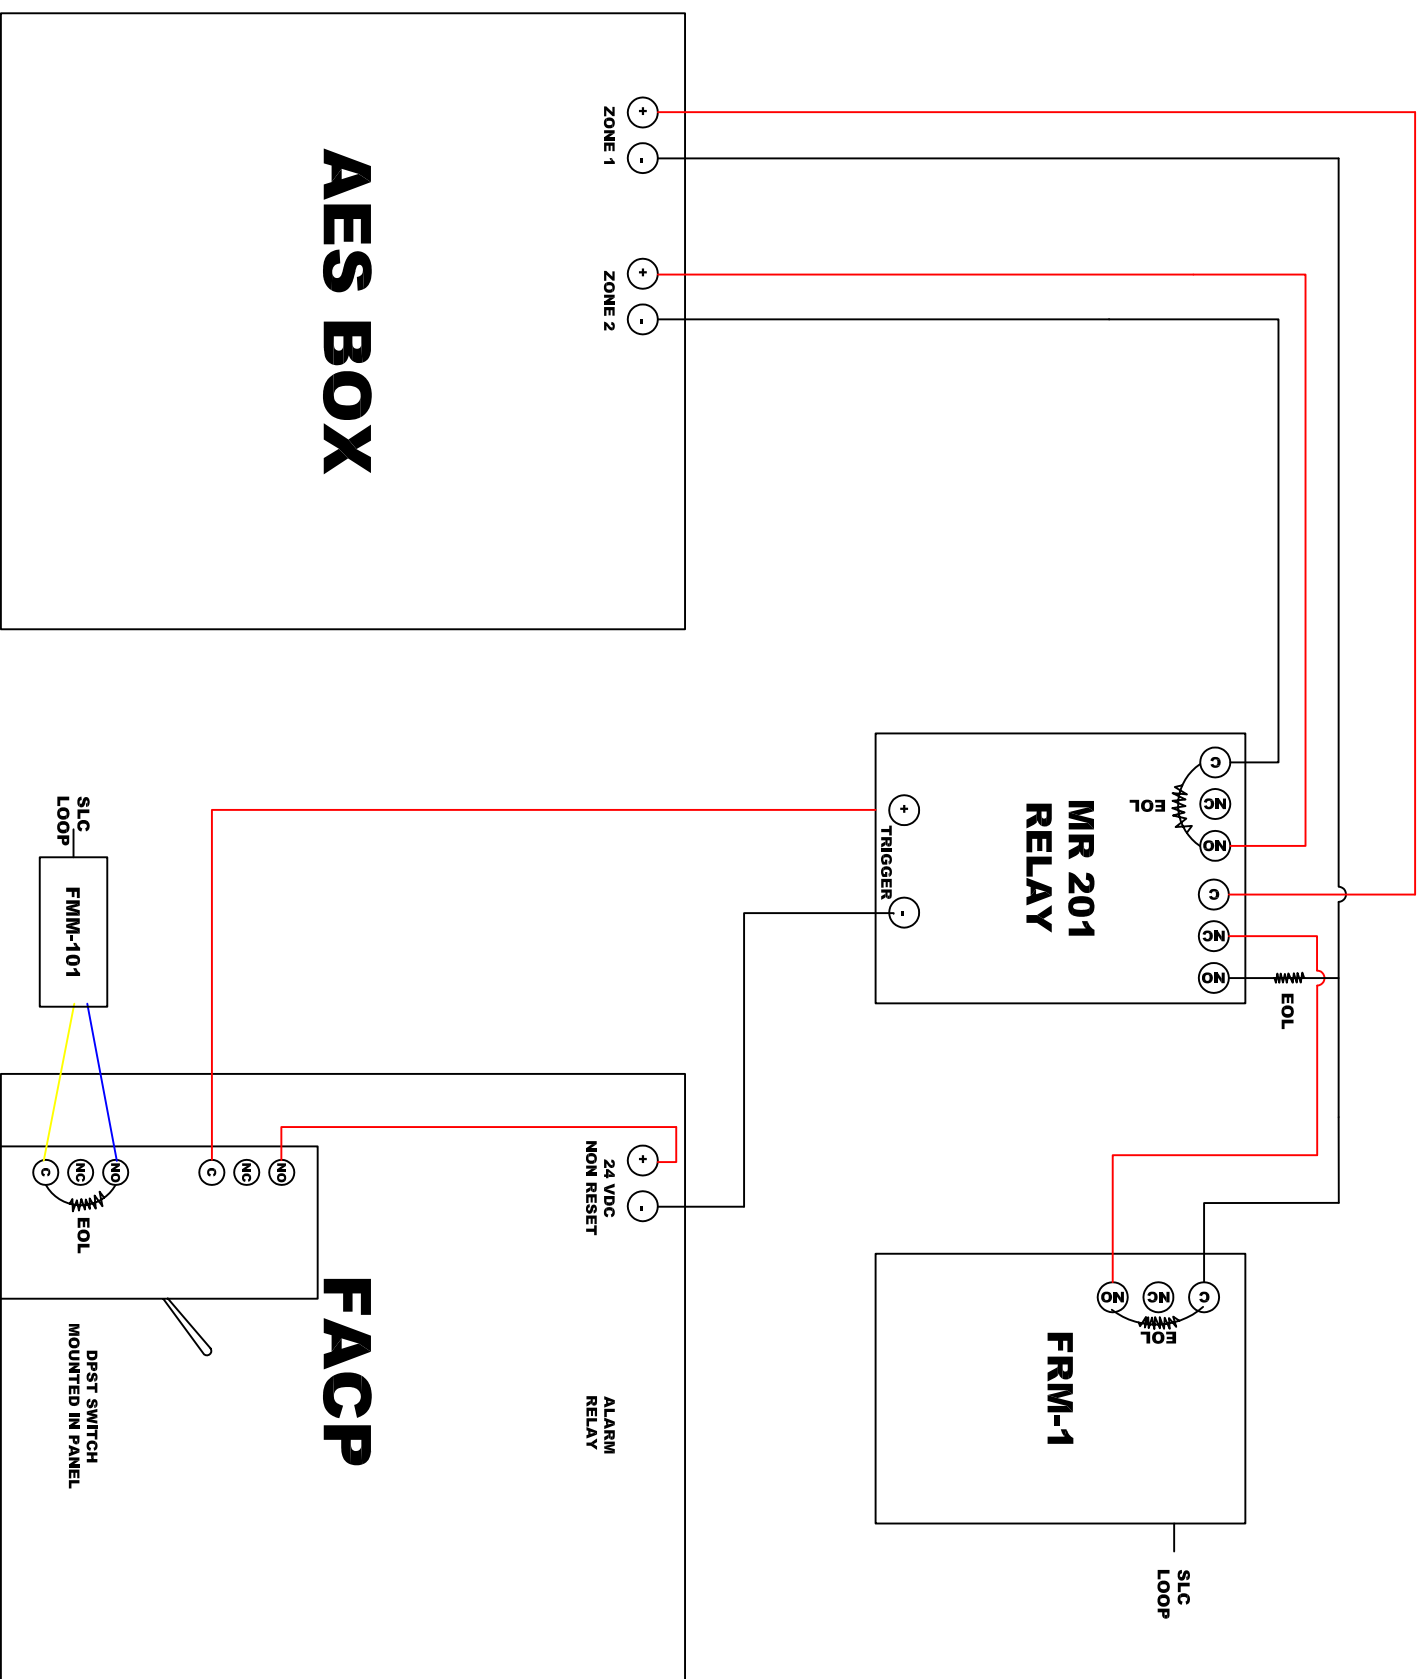 AES BOX
+
-
ZONE 1
+
-
ZONE 2
MR 201
RELAY
C
NC
NO
EOL
C
NC
NO
EOL
+
-
TRIGGER
SLC
LOOP
FMM-101
FACP
+
-
24 VDC
NON RESET
ALARM
RELAY
C
NC
NO
EOL
C
NC
NO
DPST SWITCH
MOUNTED IN PANEL
FRM-1
NO
NC
C
EOL
SLC
LOOP